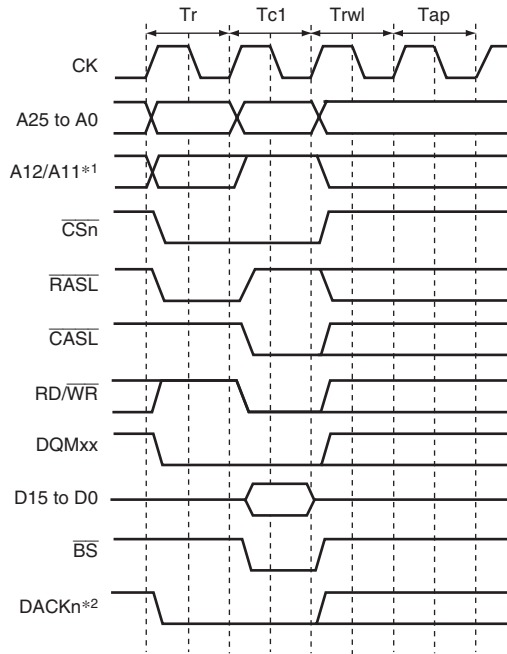 Tr Tc1 Trwl Tap
CK
A25 to A0
A12/A11*1
CSn
RASL
CASL
RD/WR
DQMxx
D15 to D0
BS
DACKn*2